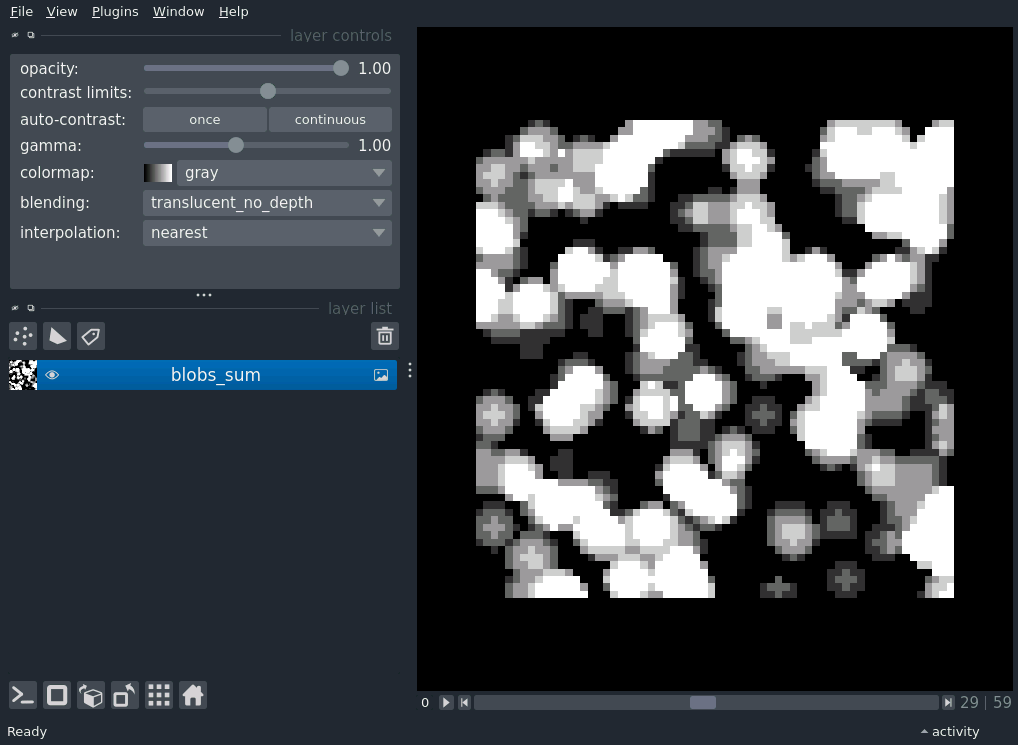 File View Plugins Window Help
layer controls
opacity: 1.00
contrast limits:
auto-contrast: once continuous
gamma: 1.00
colormap: gray
blending: translucent_no_depth
interpolation: nearest
layer list
blobs_sum
0 29 | 59
Ready activity